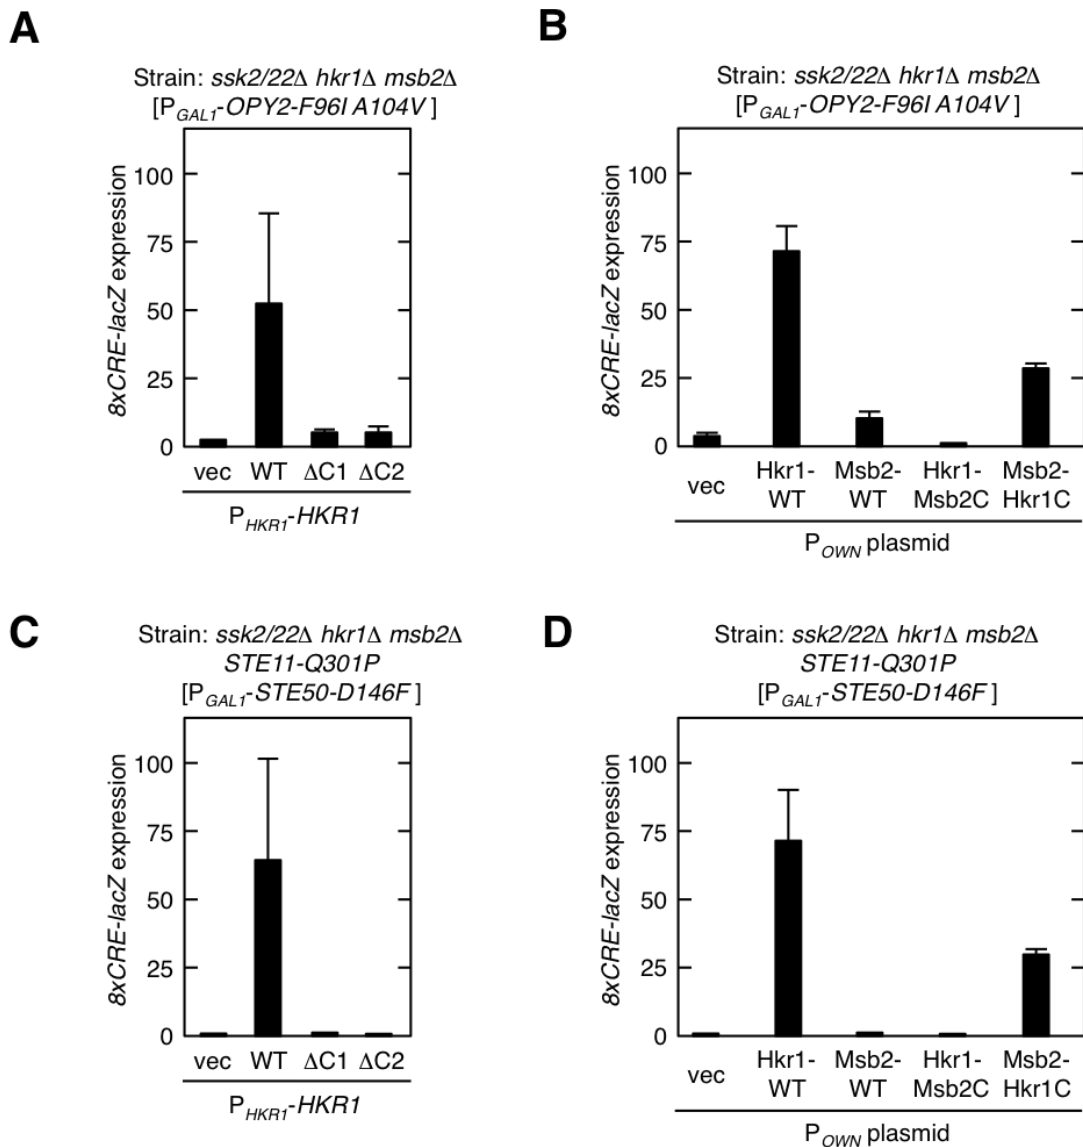 A
Strain: ssk2/22Δ hkr1Δ msb2Δ
[PGAL1-OPY2-F96I A104V ]
8xCRE-lacZ expression
100
75
50
25
0
vec WT ΔC1 ΔC2
PHKR1-HKR1
B
Strain: ssk2/22Δ hkr1Δ msb2Δ
[PGAL1-OPY2-F96I A104V ]
8xCRE-lacZ expression
100
75
50
25
0
vec Hkr1-WT Msb2-WT Hkr1-Msb2C Msb2-Hkr1C
POWN plasmid
C
Strain: ssk2/22Δ hkr1Δ msb2Δ
STE11-Q301P
[PGAL1-STE50-D146F ]
8xCRE-lacZ expression
100
75
50
25
0
vec WT ΔC1 ΔC2
PHKR1-HKR1
D
Strain: ssk2/22Δ hkr1Δ msb2Δ
STE11-Q301P
[PGAL1-STE50-D146F ]
8xCRE-lacZ expression
100
75
50
25
0
vec Hkr1-WT Msb2-WT Hkr1-Msb2C Msb2-Hkr1C
POWN plasmid